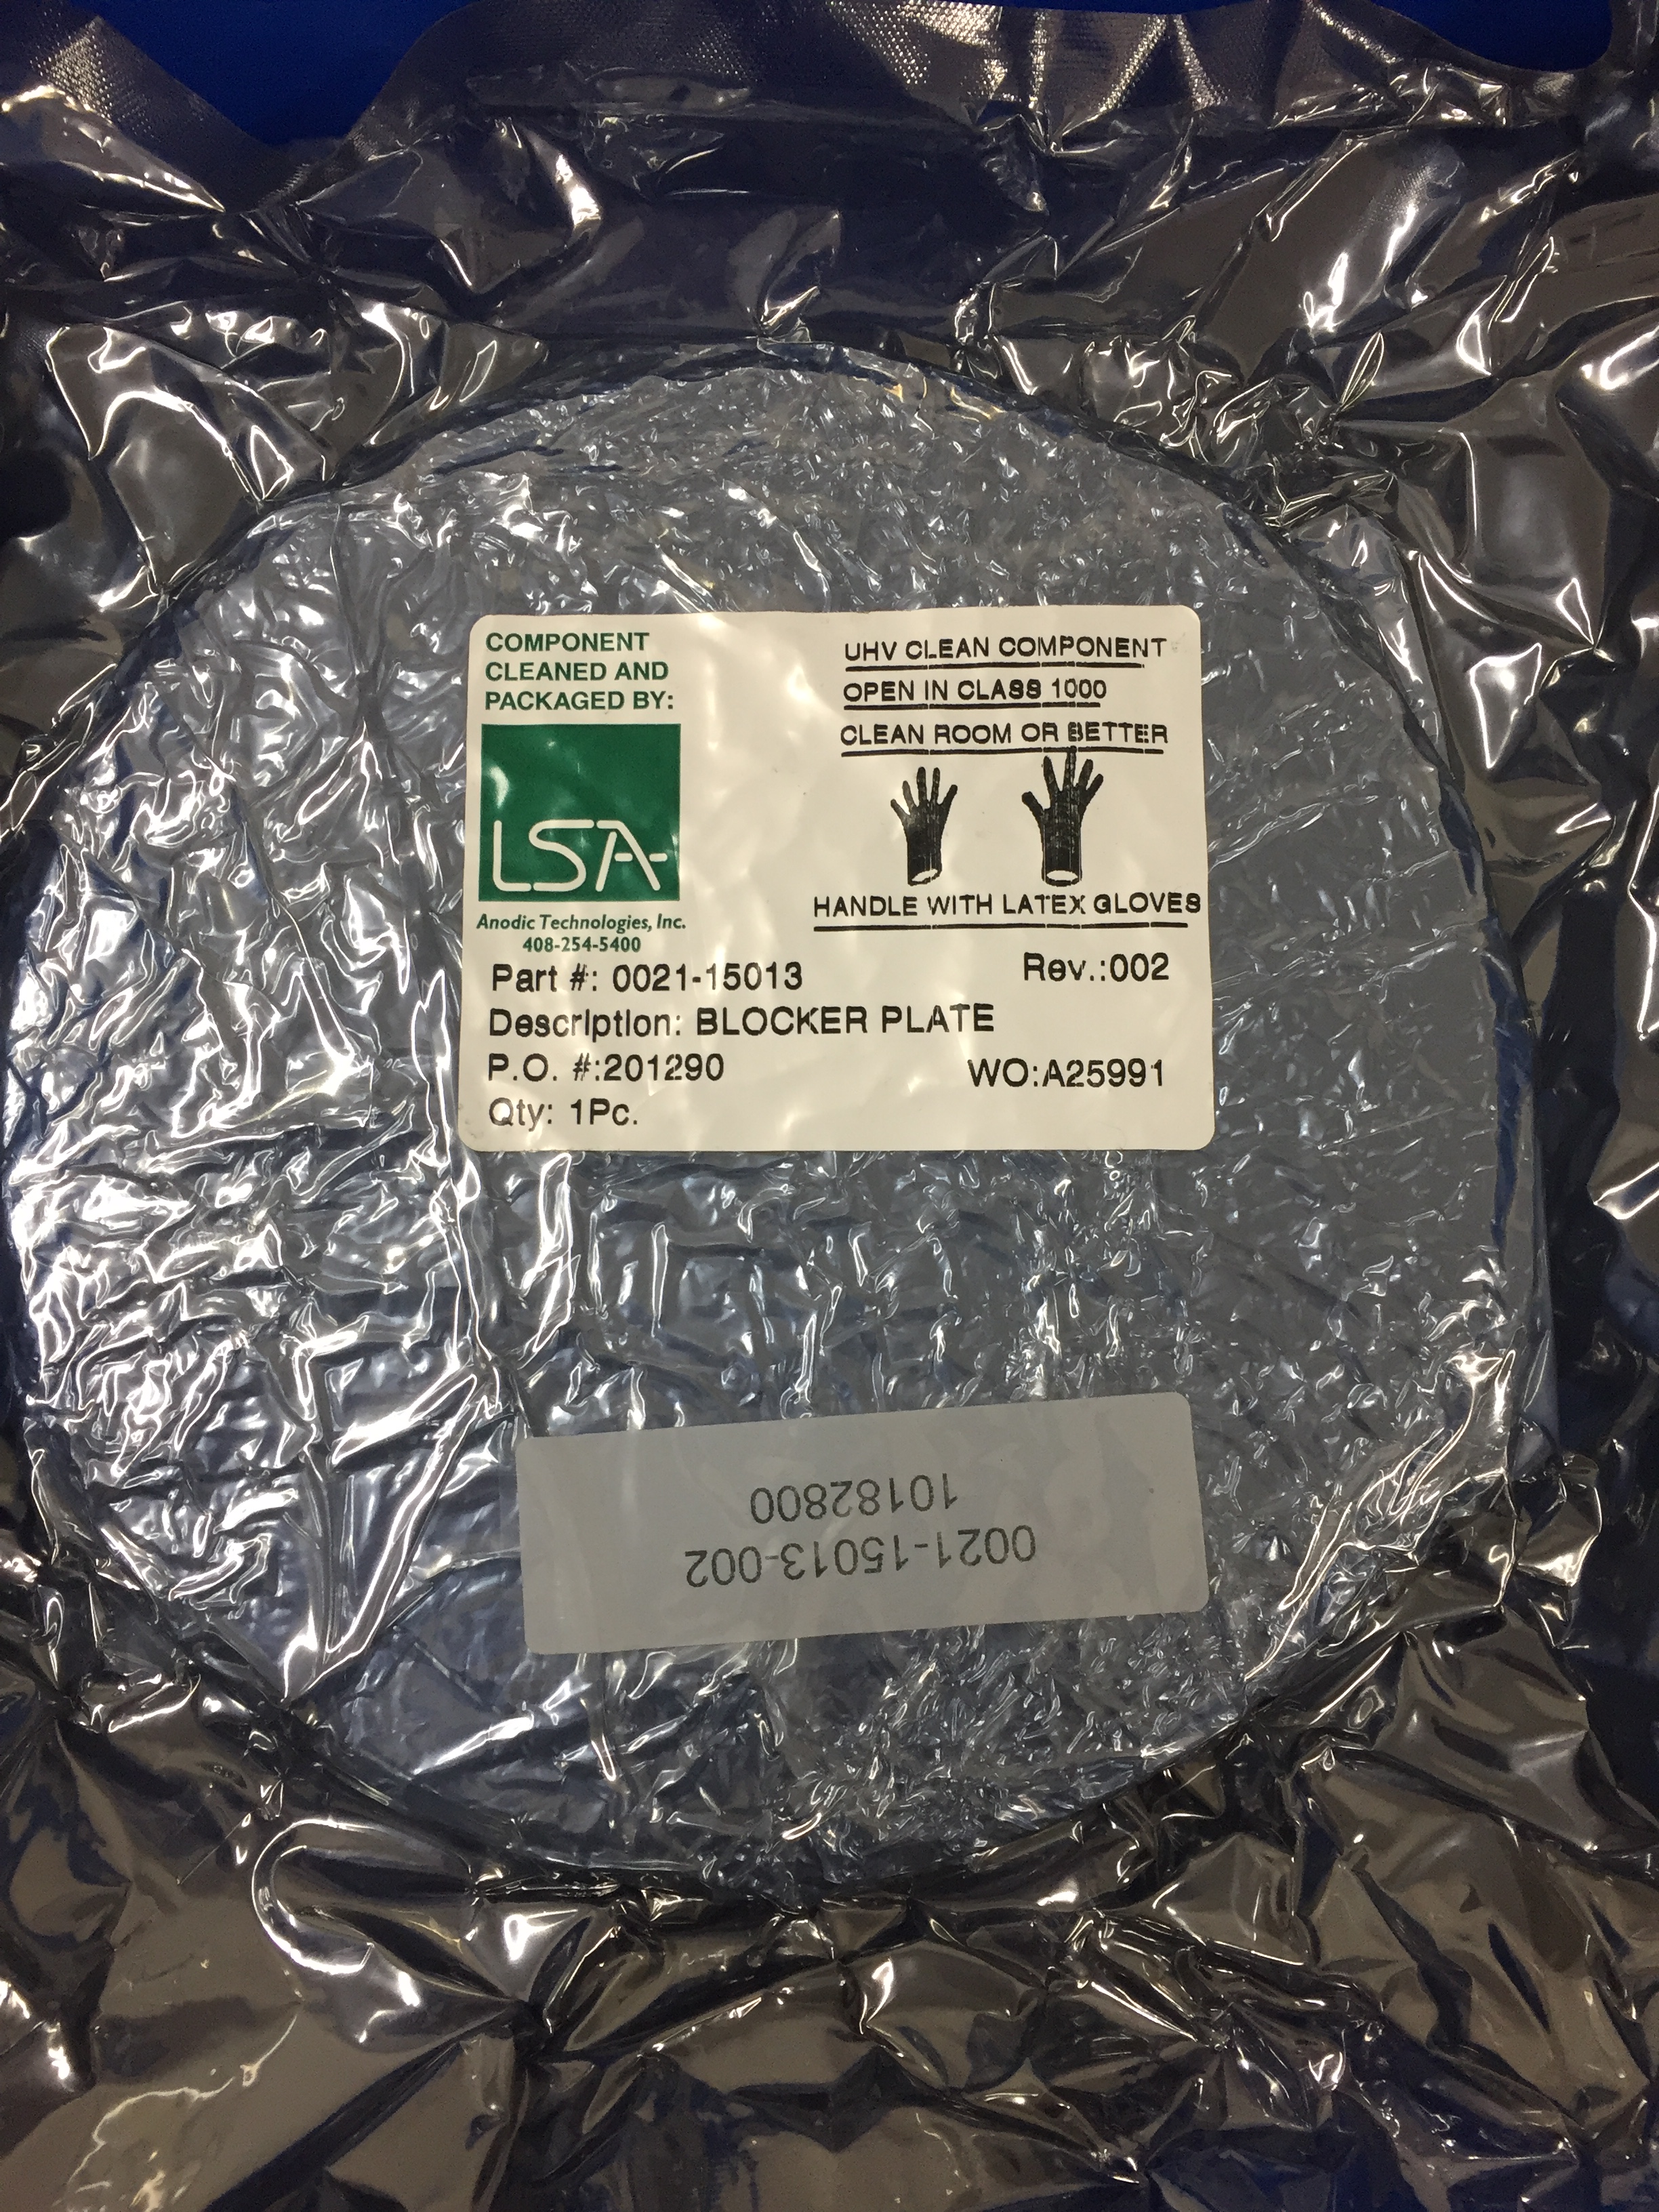 COMPONENT
CLEANED AND
PACKAGED BY:
LSA
Anodic Technologies, Inc.
408-254-5400
UHV CLEAN COMPONENT
OPEN IN CLASS 1000
CLEAN ROOM OR BETTER
HANDLE WITH LATEX GLOVES
Part #: 0021-15013 Rev.:002
Description: BLOCKER PLATE
P.O. #:201290 WO:A25991
Qty: 1Pc.
0021-15013-002
10182800